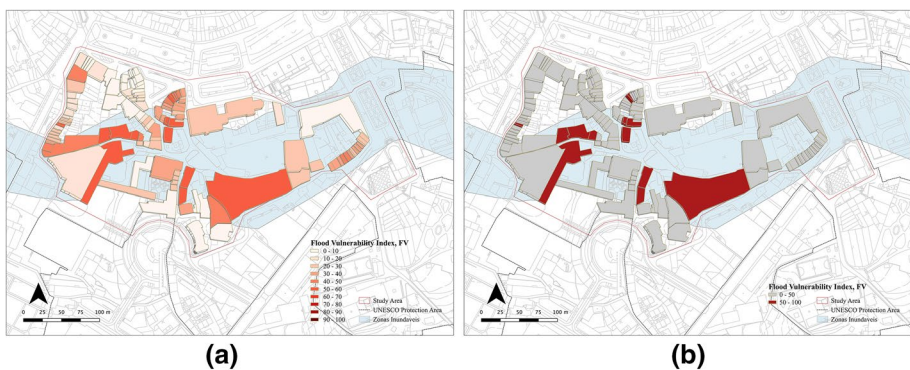 Flood Vulnerability Index, FV
0 - 10
10 - 20
20 - 30
30 - 40
40 - 50
50 - 60
60 - 70
70 - 80
80 - 90
90 - 100
Study Area
UNESCO Protection Area
Zonas Inundaveis
0 25 50 75 100 m
(a)
Flood Vulnerability Index, FV
0 - 50
50 - 100
Study Area
UNESCO Protection Area
Zonas Inundaveis
0 25 50 75 100 m
(b)